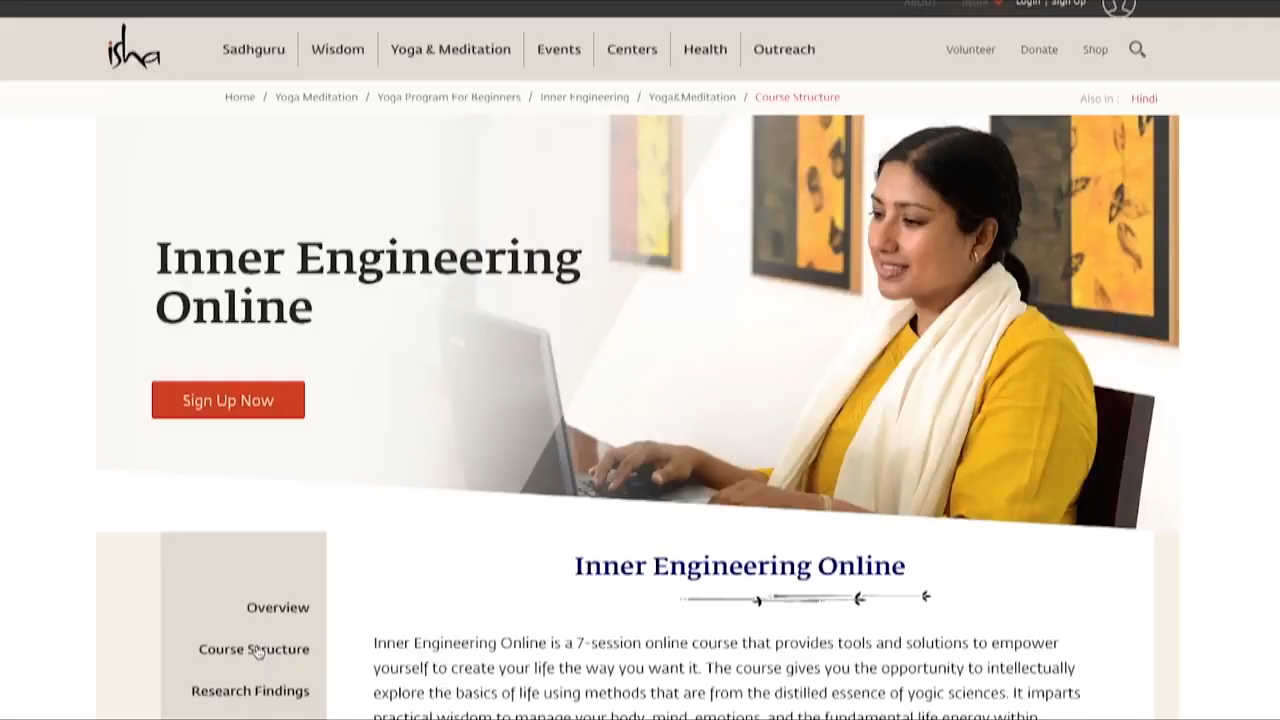 ABOUT INDIA Login | Sign Up
isha Sadhguru Wisdom Yoga & Meditation Events Centers Health Outreach Volunteer Donate Shop
Home / Yoga Meditation / Yoga Program For Beginners / Inner Engineering / Yoga&Meditation / Course Structure Also in : Hindi
Inner Engineering
Online
Sign Up Now
Overview
Course Structure
Research Findings
Inner Engineering Online
Inner Engineering Online is a 7-session online course that provides tools and solutions to empower
yourself to create your life the way you want it. The course gives you the opportunity to intellectually
explore the basics of life using methods that are from the distilled essence of yogic sciences. It imparts
practical wisdom to manage your body, mind, emotions, and the fundamental life energy within.